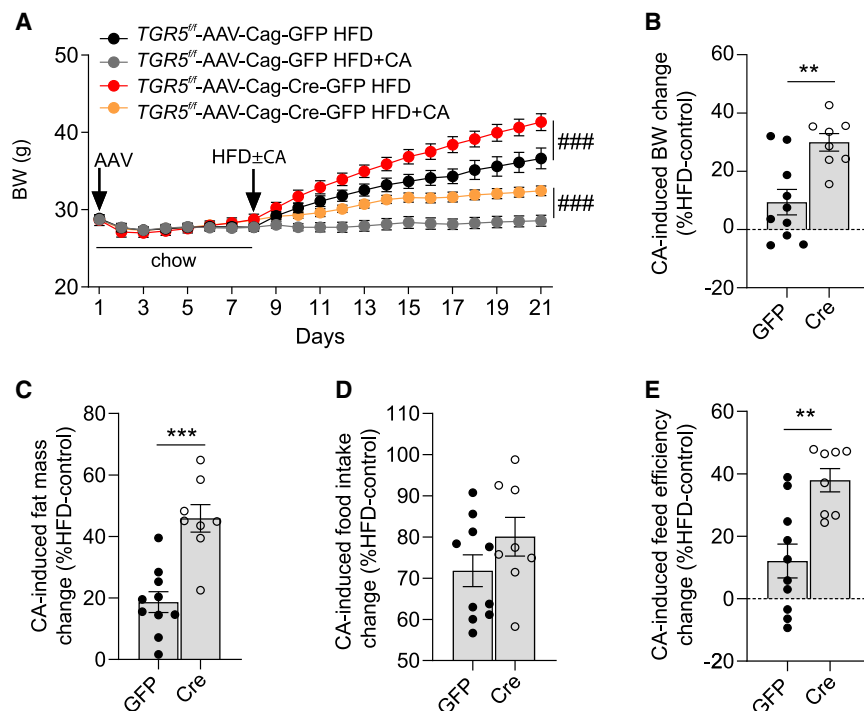 A
TGR5f/f-AAV-Cag-GFP HFD
TGR5f/f-AAV-Cag-GFP HFD+CA
TGR5f/f-AAV-Cag-Cre-GFP HFD
TGR5f/f-AAV-Cag-Cre-GFP HFD+CA
BW (g)
50
40
30
20
AAV
HFD±CA
###
###
chow
1 3 5 7 9 11 13 15 17 19 21
Days
B
CA-induced BW change
(%HFD-control)
60
40
20
0
-20
**
GFP Cre
C
CA-induced fat mass
change (%HFD-control)
80
60
40
20
0
***
GFP Cre
D
CA-induced food intake
change (%HFD-control)
110
100
90
80
70
60
50
GFP Cre
E
CA-induced feed efficiency
change (%HFD-control)
60
40
20
0
-20
**
GFP Cre